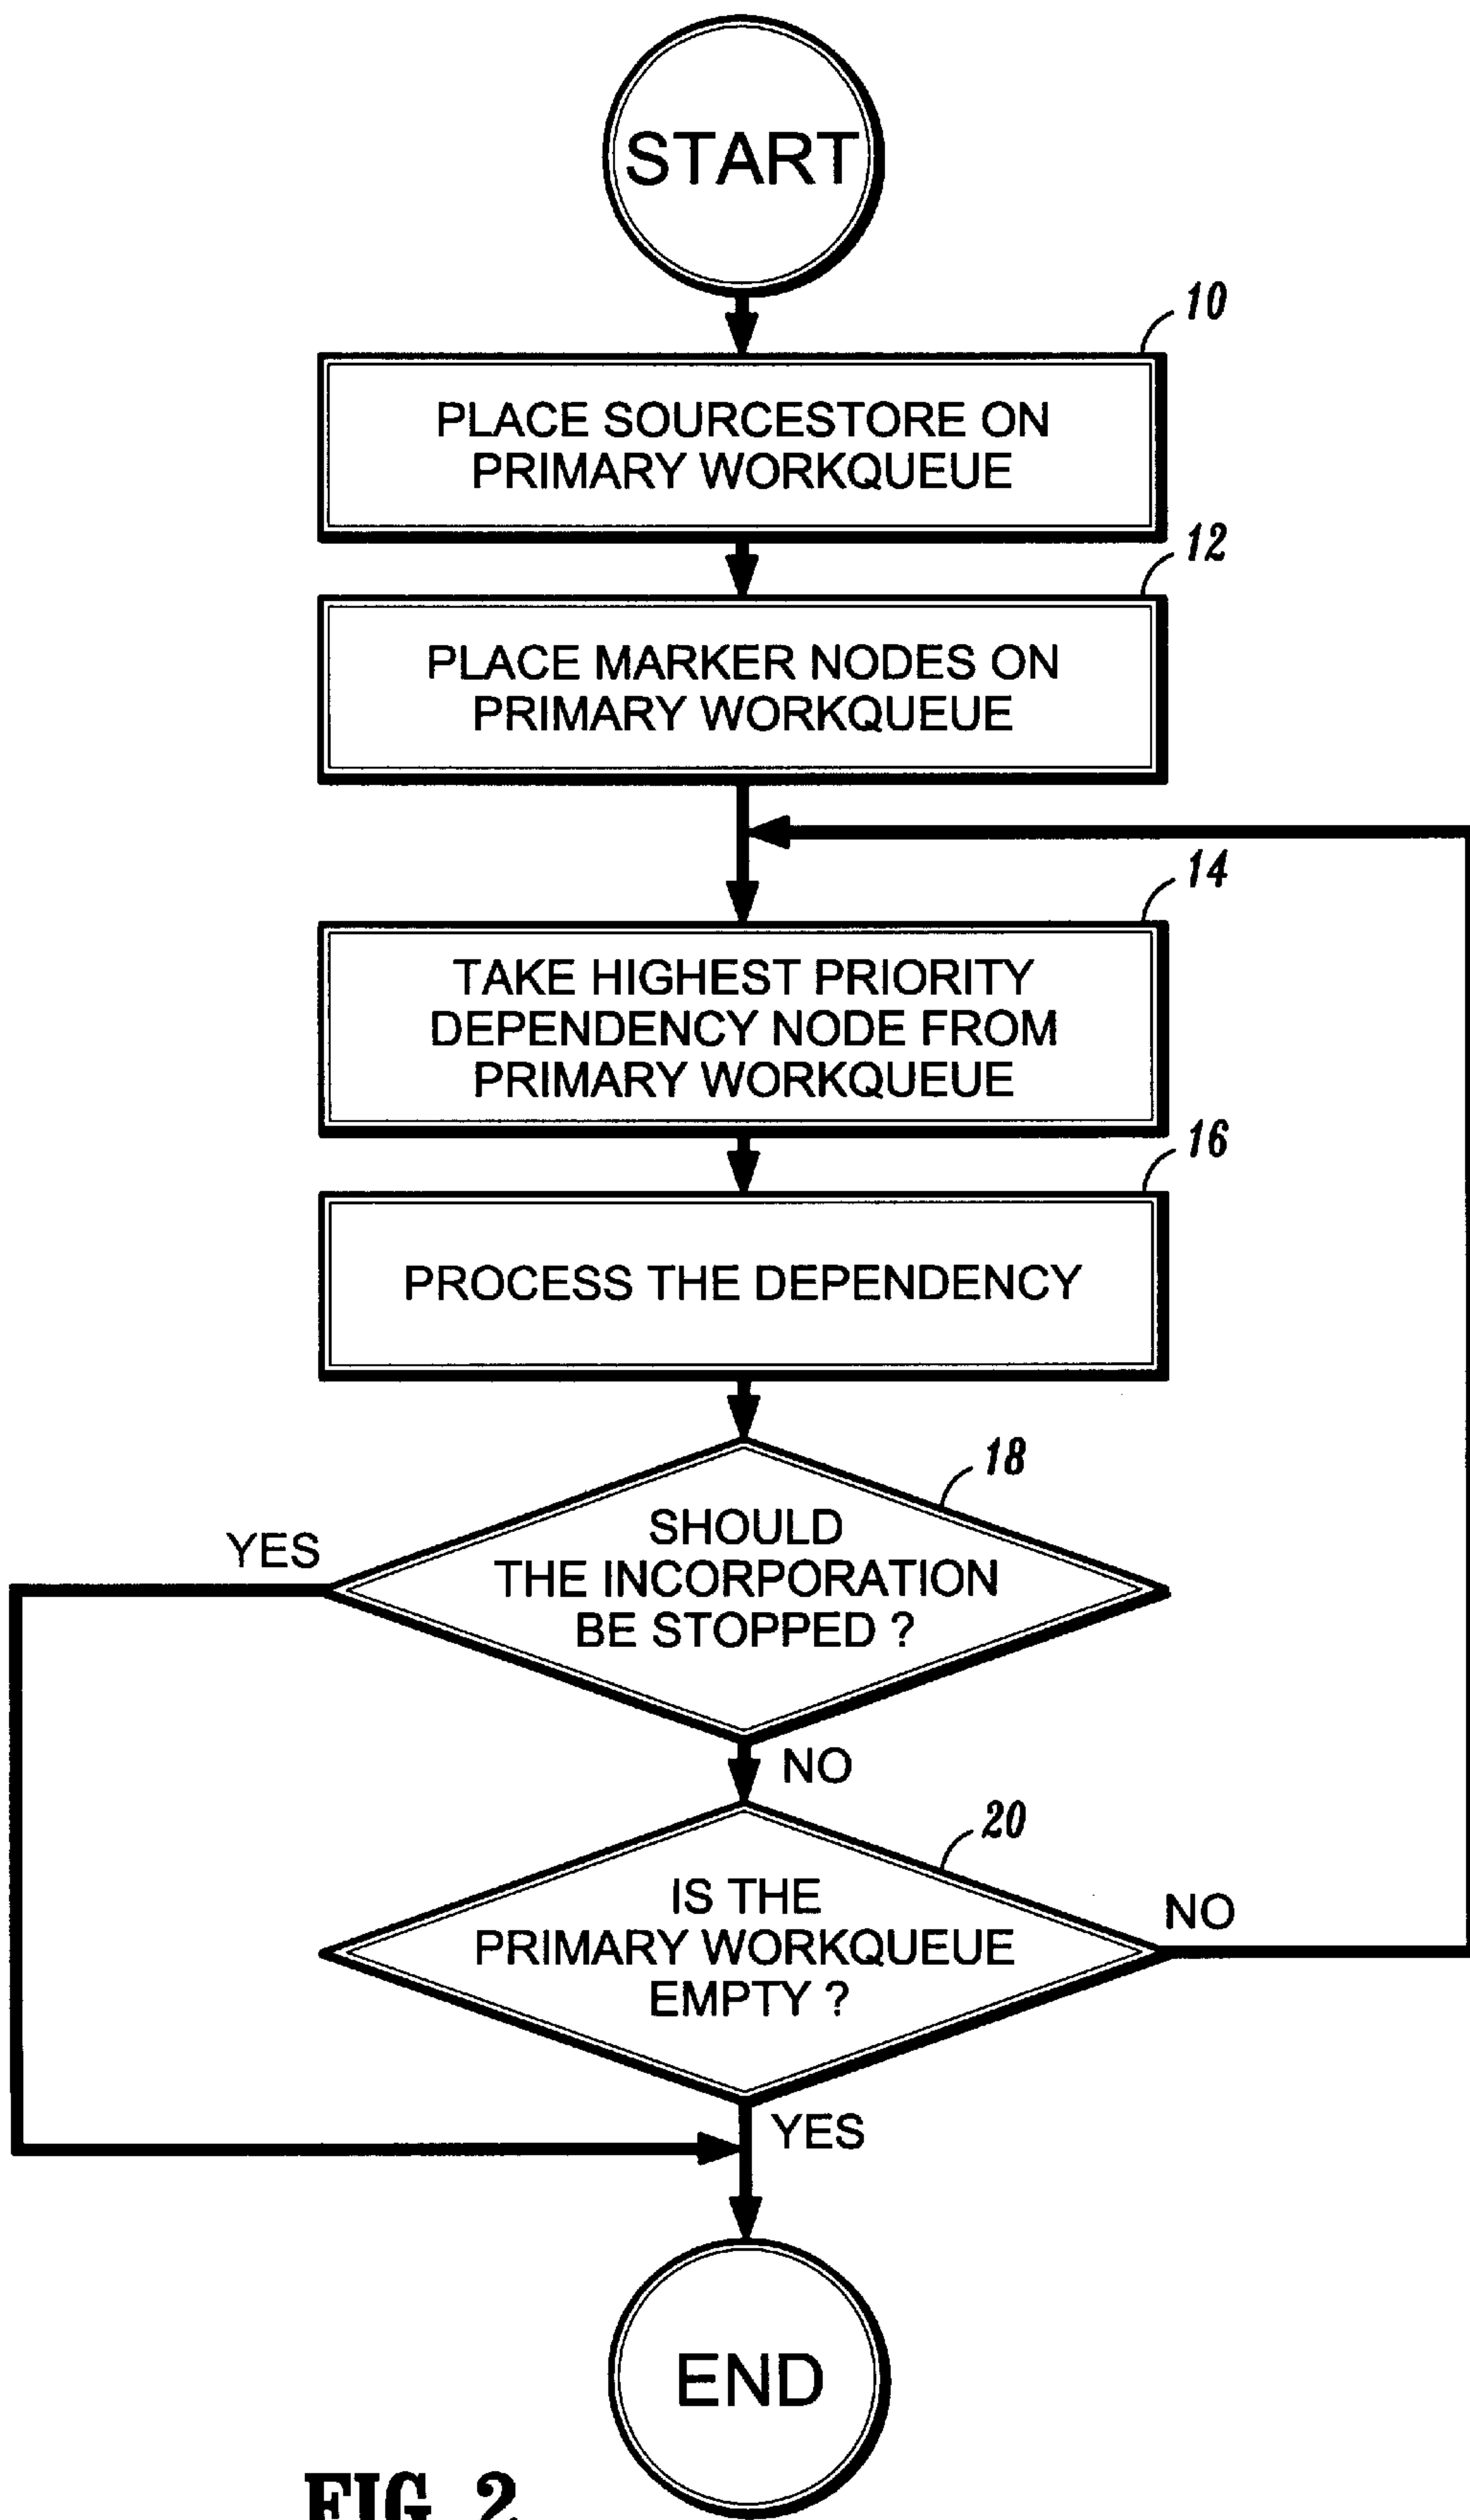 START
10
PLACE SOURCESTORE ON
PRIMARY WORKQUEUE
12
PLACE MARKER NODES ON
PRIMARY WORKQUEUE
14
TAKE HIGHEST PRIORITY
DEPENDENCY NODE FROM
PRIMARY WORKQUEUE
16
PROCESS THE DEPENDENCY
18
SHOULD
THE INCORPORATION
BE STOPPED ?
YES
NO
20
IS THE
PRIMARY WORKQUEUE
EMPTY ?
NO
YES
END
FIG. 2